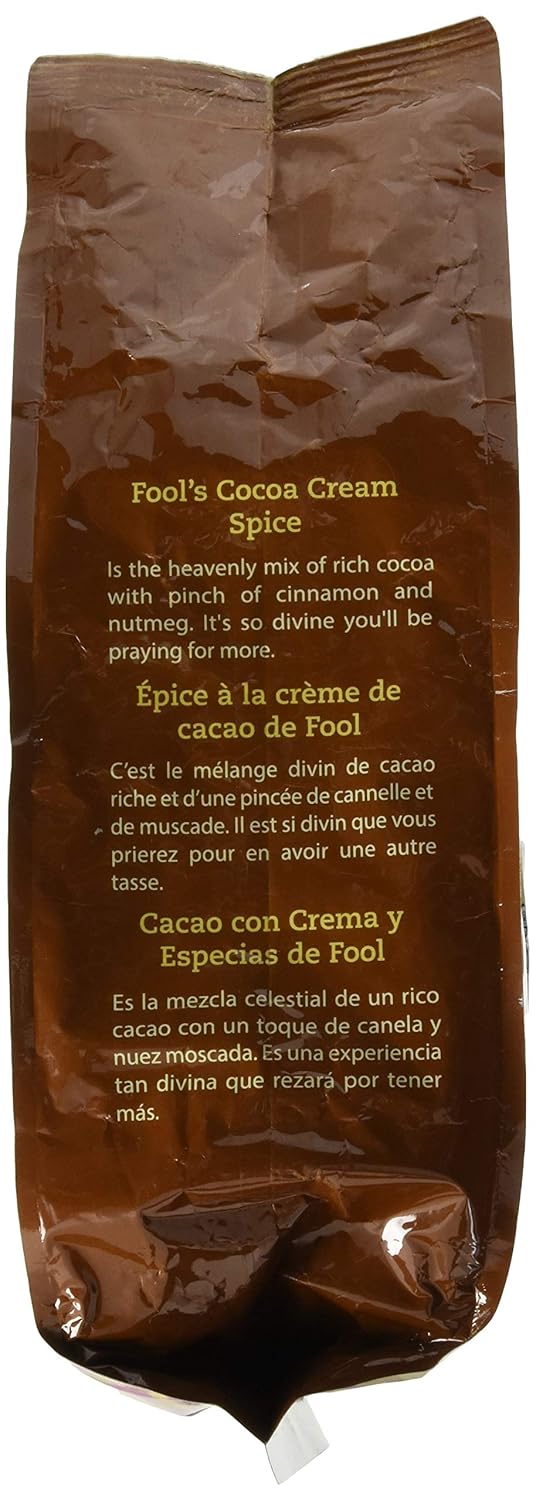 Fool's Cocoa Cream
Spice
Is the heavenly mix of rich cocoa
with pinch of cinnamon and
nutmeg. It's so divine you'll be
praying for more.
Épice à la crème de
cacao de Fool
C'est le mélange divin de cacao
riche et d'une pincée de cannelle et
de muscade. Il est si divin que vous
prierez pour en avoir une autre
tasse.
Cacao con Crema y
Especias de Fool
Es la mezcla celestial de un rico
cacao con un toque de canela y
nuez moscada. Es una experiencia
tan divina que rezará por tener
más.